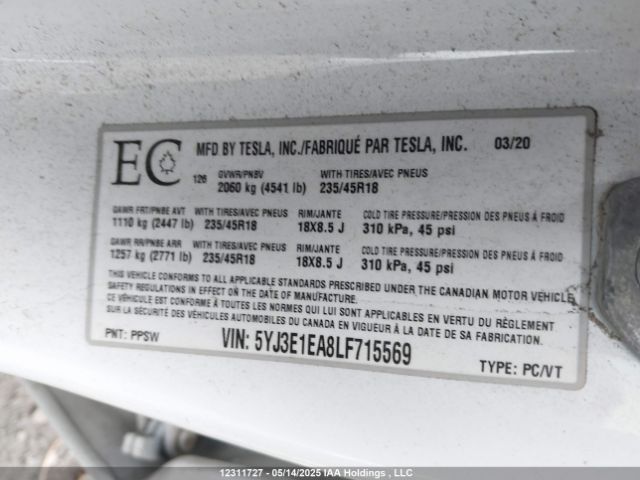 EC
126
MFD BY TESLA, INC./FABRIQUÉ PAR TESLA, INC. 03/20
GVWR/PNBV WITH TIRES/AVEC PNEUS
2060 kg (4541 lb) 235/45R18
GAWR FRT/PNBE AVT WITH TIRES/AVEC PNEUS RIM/JANTE COLD TIRE PRESSURE/PRESSION DES PNEUS À FROID
1110 kg (2447 lb) 235/45R18 18X8.5 J 310 kPa, 45 psi
GAWR RR/PNBE ARR WITH TIRES/AVEC PNEUS RIM/JANTE COLD TIRE PRESSURE/PRESSION DES PNEUS À FROID
1257 kg (2771 lb) 235/45R18 18X8.5 J 310 kPa, 45 psi
THIS VEHICLE CONFORMS TO ALL APPLICABLE STANDARDS PRESCRIBED UNDER THE CANADIAN MOTOR VEHICLE
SAFETY REGULATIONS IN EFFECT ON THE DATE OF MANUFACTURE.
CE VÉHICULE EST CONFORME À TOUTES LES NORMES QUI LUI SONT APPLICABLES EN VERTU DU RÉGLEMENT
SUR LA SÉCURITÉ DES VÉHICULES AUTOMOBILES DU CANADA EN VIGUEUR À LA DATE DE SA FABRICATION.
PNT: PPSW VIN: 5YJ3E1EA8LF715569 TYPE: PC/VT
12311727 - 05/14/2025 IAA Holdings, LLC